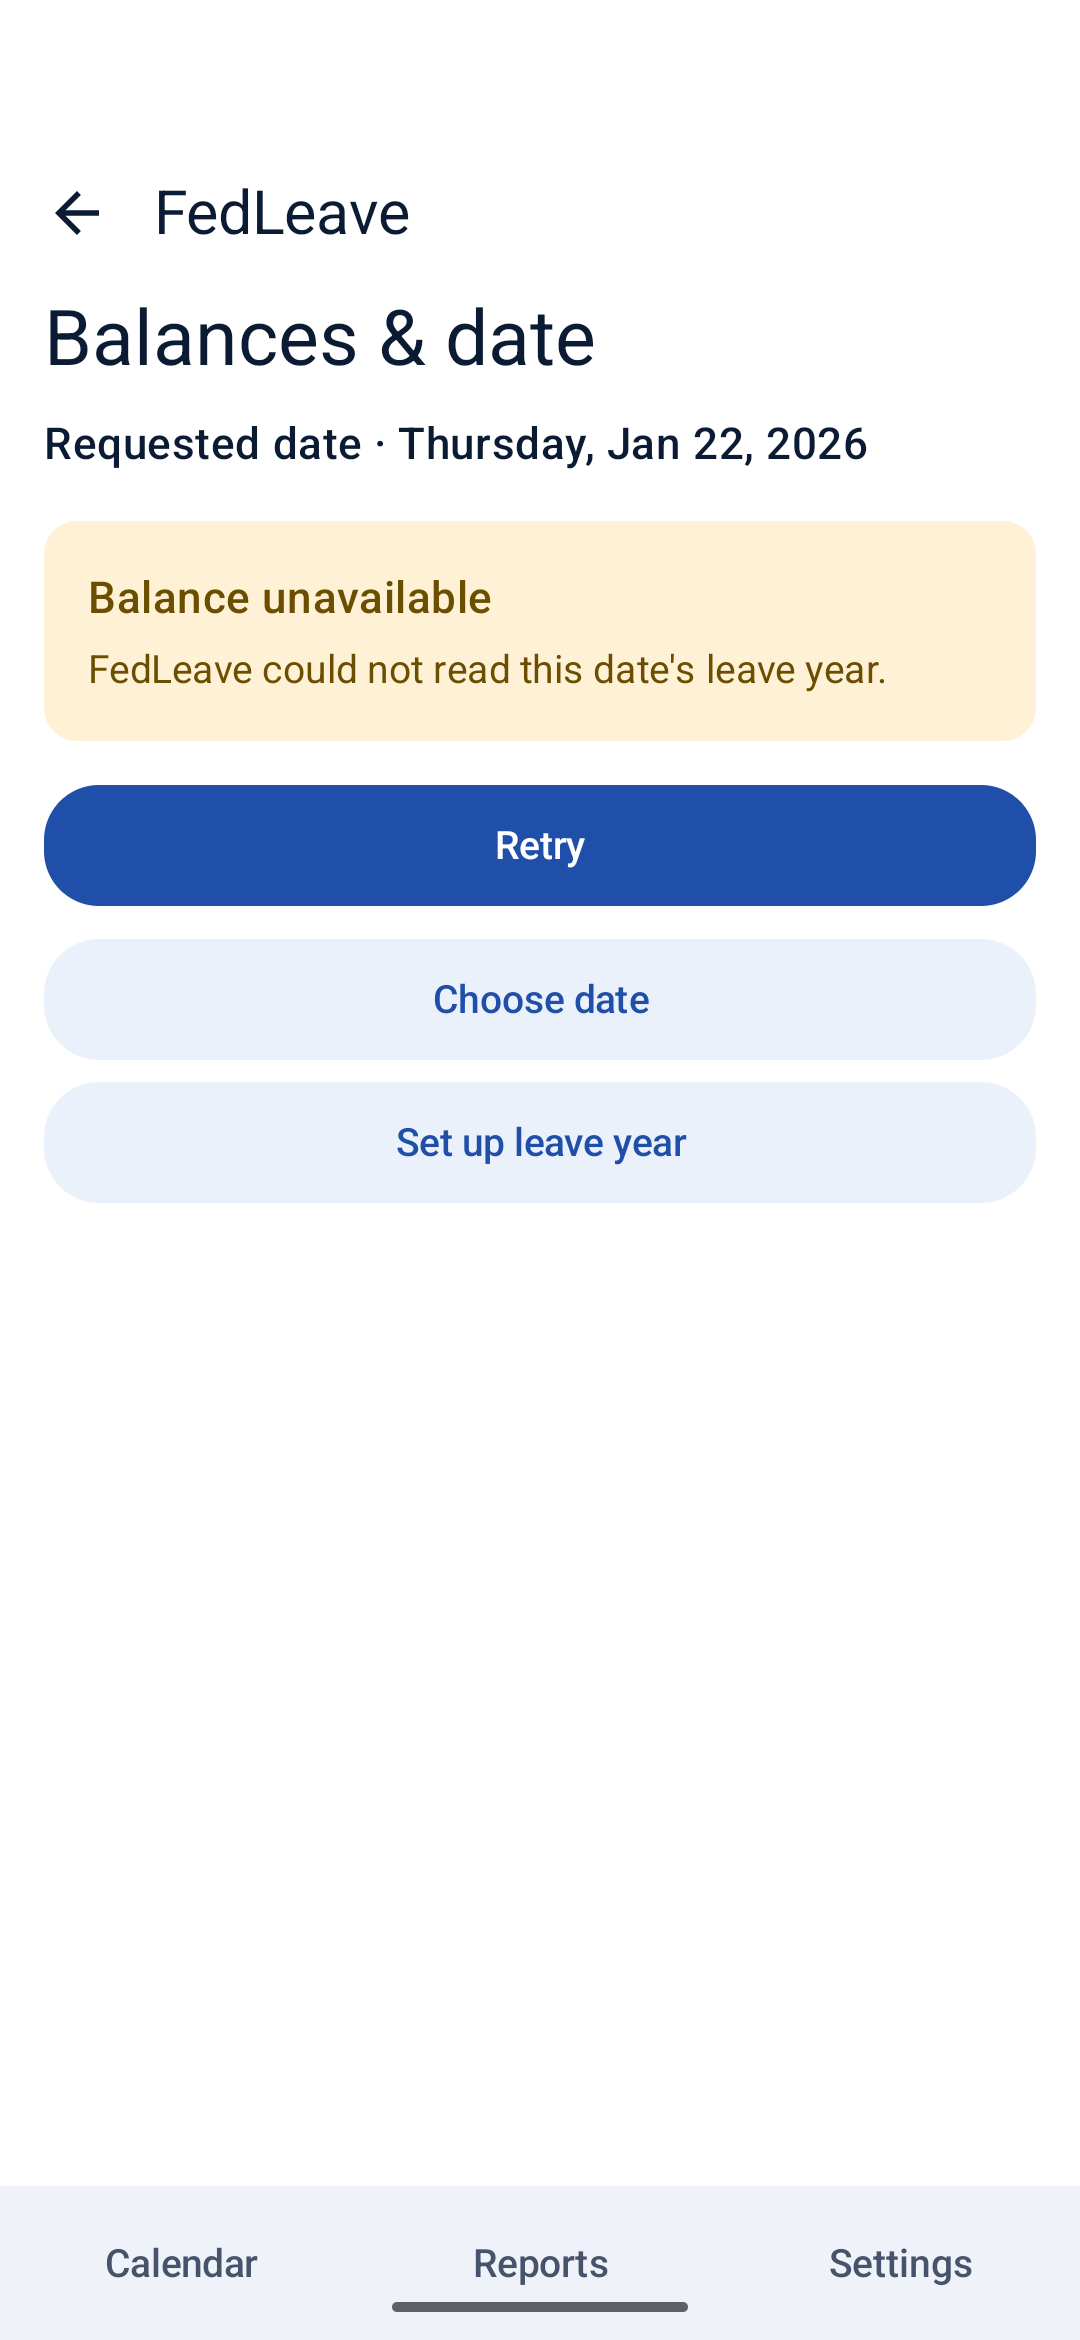 FedLeave
Balances & date
Requested date · Thursday, Jan 22, 2026
Balance unavailable
FedLeave could not read this date's leave year.
Retry
Choose date
Set up leave year
Calendar
Reports
Settings